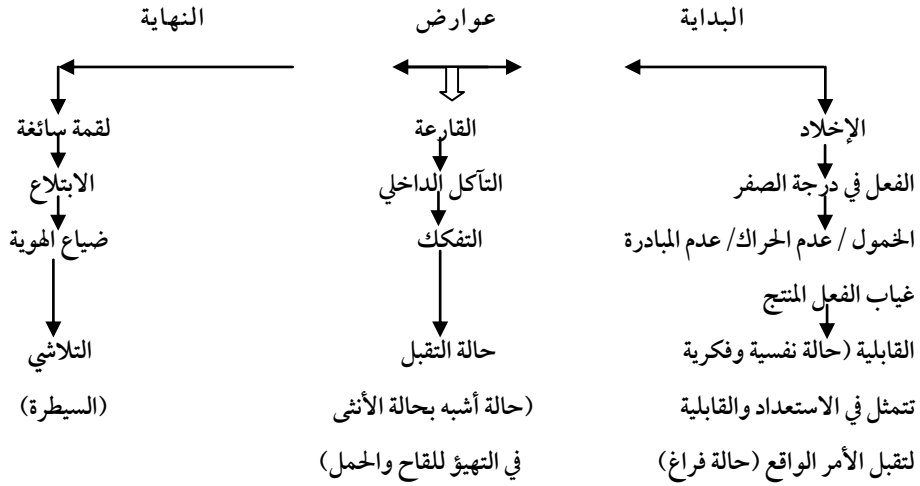 البداية عوارض النهاية
الإخلاد القارعة لقمة سائغة
الفعل في درجة الصفر التآكل الداخلي الابتلاع
الخمول / عدم الحراك/ عدم المبادرة التفكك ضياع الهوية
غياب الفعل المنتج
القابلية (حالة نفسية وفكرية حالة التقبل التلاشي
تتمثل في الاستعداد والقابلية (حالة أشبه بحالة الأنثى (السيطرة)
لتقبل الأمر الواقع (حالة فراغ) في التهيؤ للقاح والحمل)